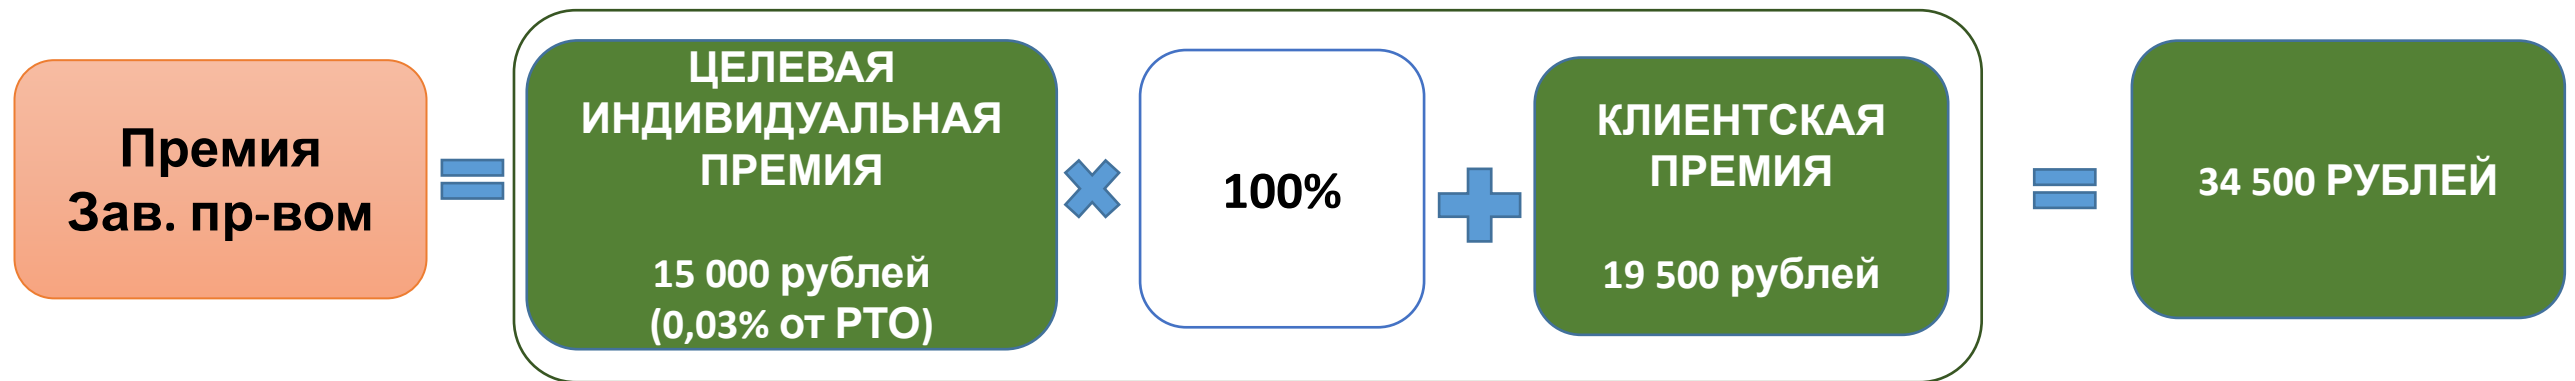 Премия
Зав. пр-вом
ЦЕЛЕВАЯ
ИНДИВИДУАЛЬНАЯ
ПРЕМИЯ
15 000 рублей
(0,03% от РТО)
100%
КЛИЕНТСКАЯ
ПРЕМИЯ
19 500 рублей
34 500 РУБЛЕЙ